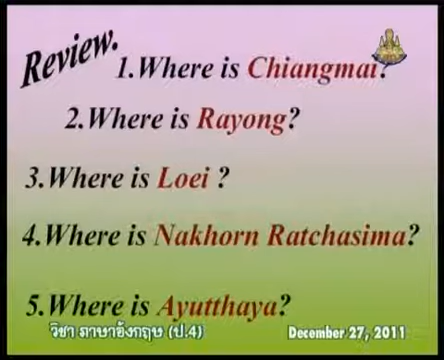 Review.
1.Where is Chiangmai?
2.Where is Rayong?
3.Where is Loei ?
4.Where is Nakhorn Ratchasima?
5.Where is Ayutthaya?
วิชา ภาษาอังกฤษ (ป.4)
December 27, 2011